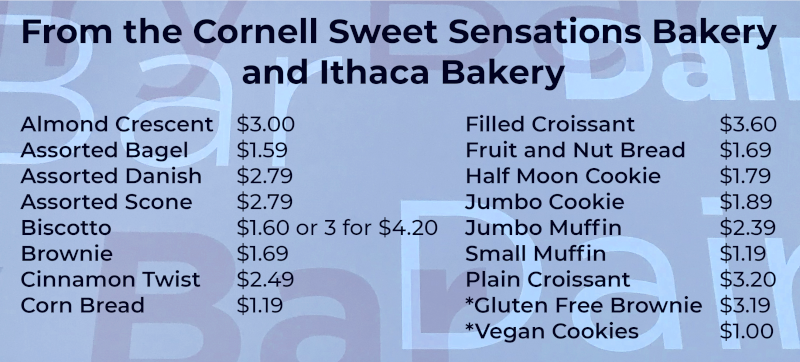 From the Cornell Sweet Sensations Bakery
and Ithaca Bakery
Almond Crescent $3.00
Assorted Bagel $1.59
Assorted Danish $2.79
Assorted Scone $2.79
Biscotto $1.60 or 3 for $4.20
Brownie $1.69
Cinnamon Twist $2.49
Corn Bread $1.19
Filled Croissant $3.60
Fruit and Nut Bread $1.69
Half Moon Cookie $1.79
Jumbo Cookie $1.89
Jumbo Muffin $2.39
Small Muffin $1.19
Plain Croissant $3.20
*Gluten Free Brownie $3.19
*Vegan Cookies $1.00